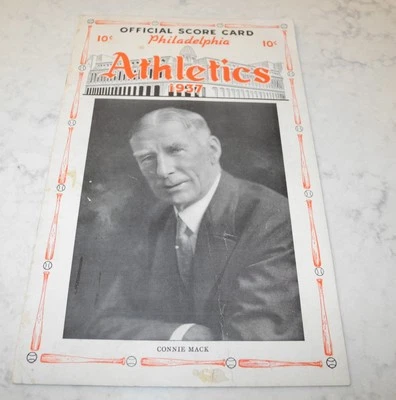 OFFICIAL SCORE CARD
10¢ Philadelphia 10¢
Athletics
1937
CONNIE MACK